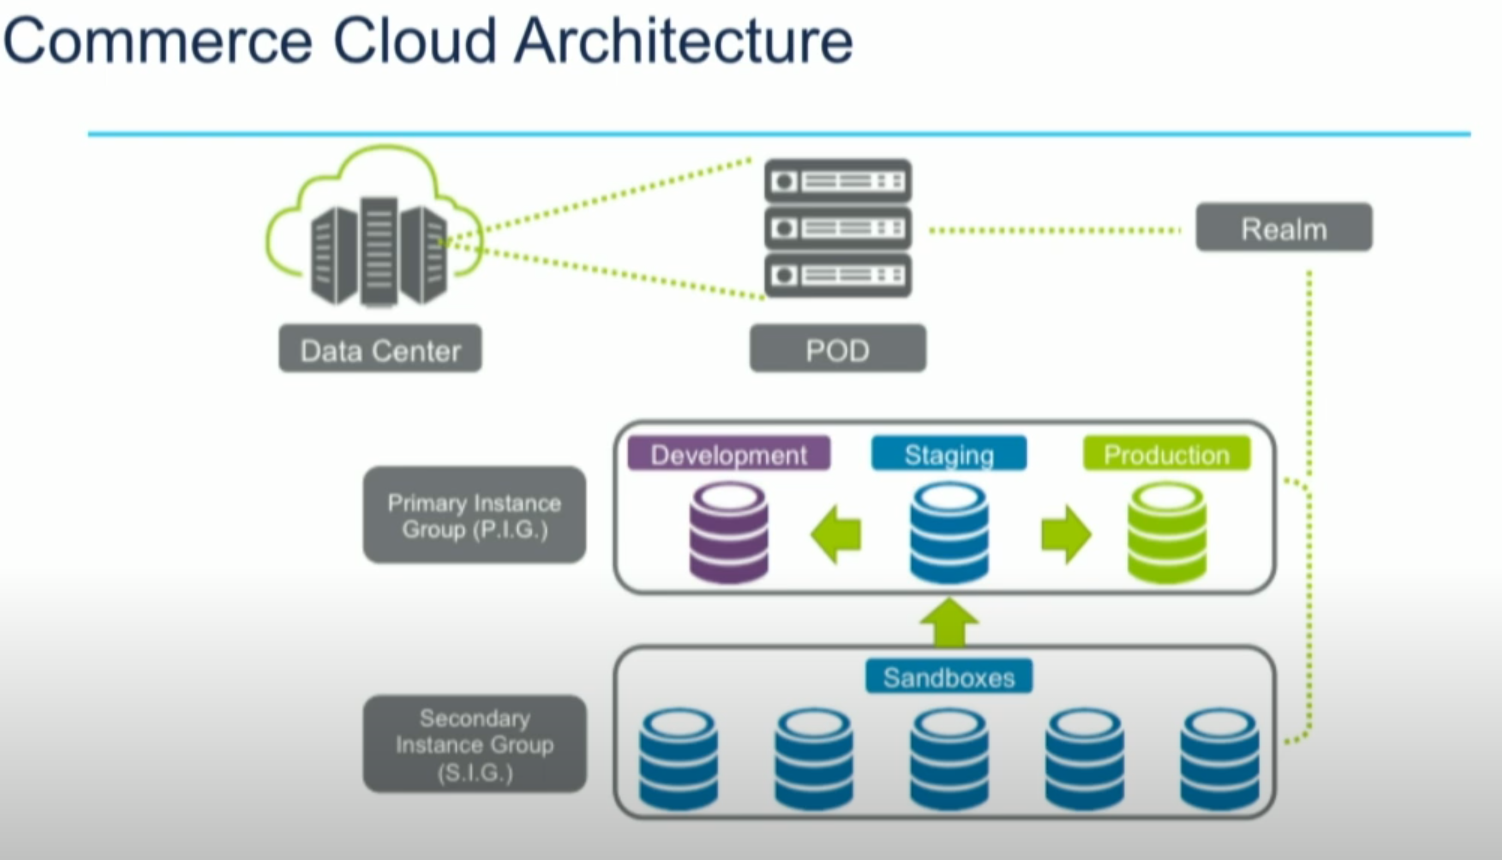 Commerce Cloud Architecture
Realm
Data Center
POD
Development
Staging
Production
Primary Instance
Group (P.I.G.)
Sandboxes
Secondary
Instance Group
(S.I.G.)